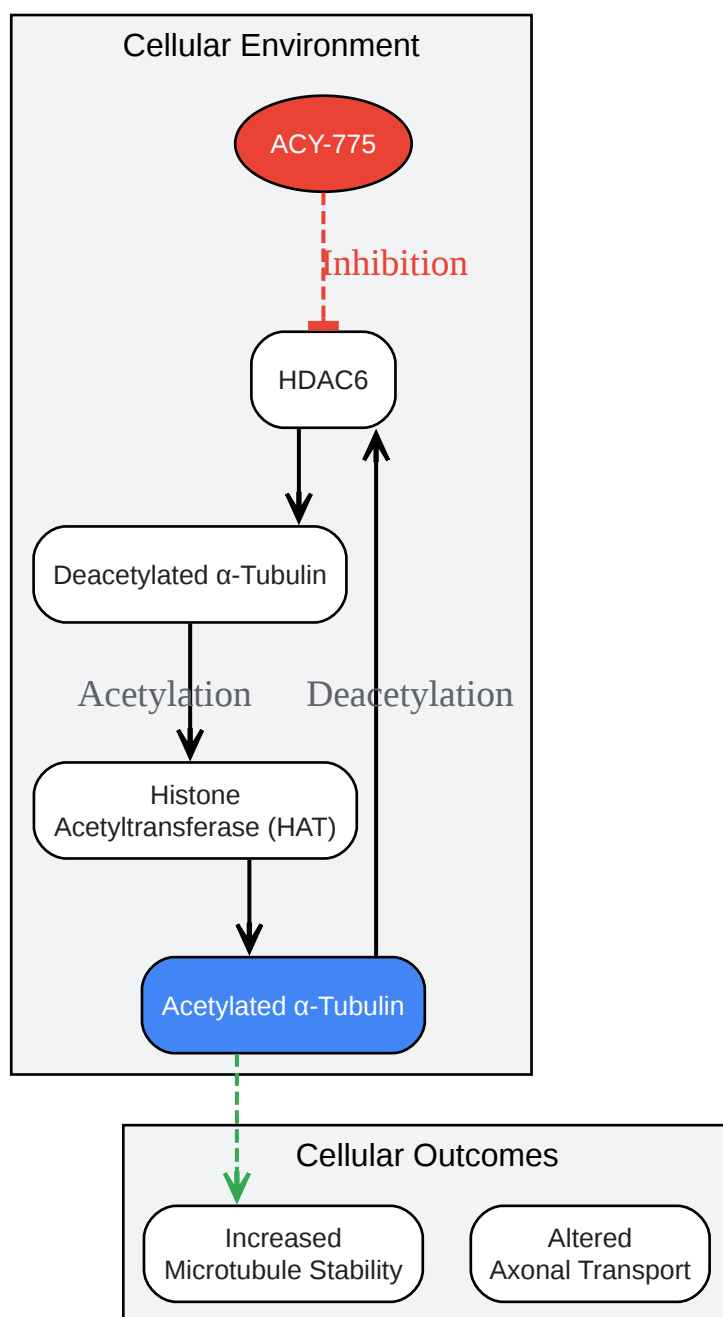 Cellular Environment
ACY-775
Inhibition
HDAC6
Deacetylated α-Tubulin
Acetylation
Deacetylation
Histone
Acetyltransferase (HAT)
Acetylated α-Tubulin
Cellular Outcomes
Increased
Microtubule Stability
Altered
Axonal Transport